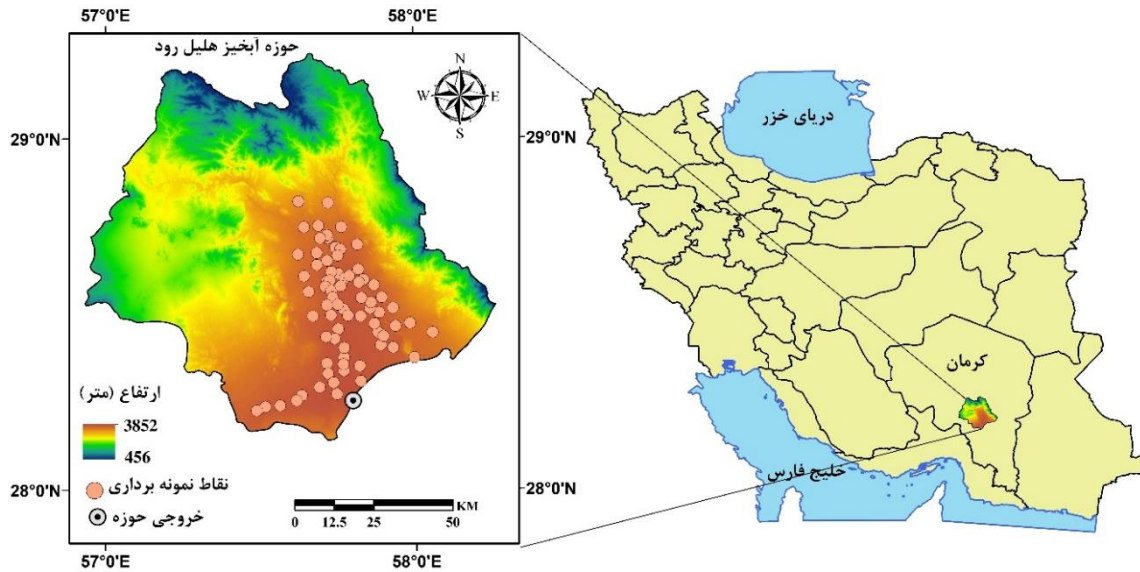 57°0'E
58°0'E
حوزه آبخیز هلیل رود
N
W
E
S
29°0'N
29°0'N
دریای خزر
کرمان
خلیج فارس
ارتفاع (متر)
3852
456
نقاط نمونه برداری
خروجی حوزه
KM
0
12.5
25
50
28°0'N
28°0'N
57°0'E
58°0'E